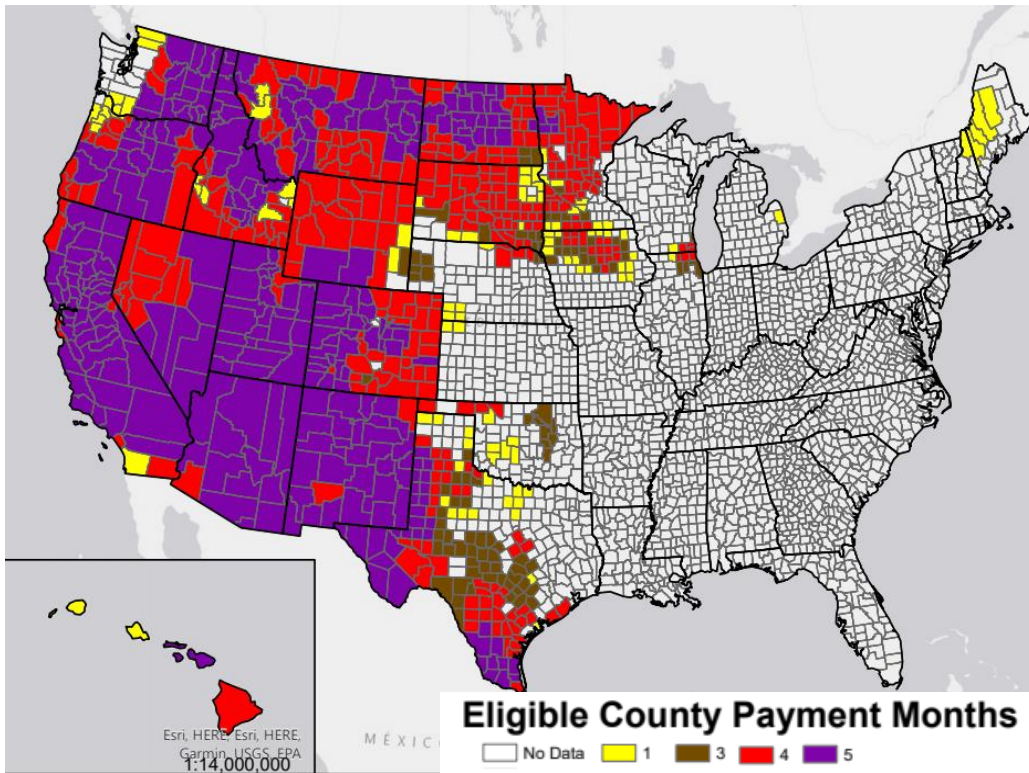 Esri, HERE, Esri, HERE,
Garmin, USGS, EPA
1:14,000,000
MÉXIC
Eligible County Payment Months
No Data 1 3 4 5